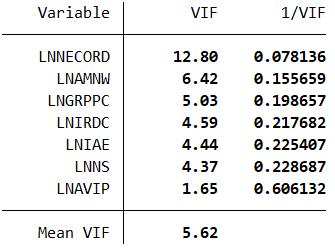 Variable VIF 1/VIF
LNNECORD 12.80 0.078136
LNAMNW 6.42 0.155659
LNGRPPC 5.03 0.198657
LNIRDC 4.59 0.217682
LNIAE 4.44 0.225407
LNNS 4.37 0.228687
LNAVIP 1.65 0.606132
Mean VIF 5.62